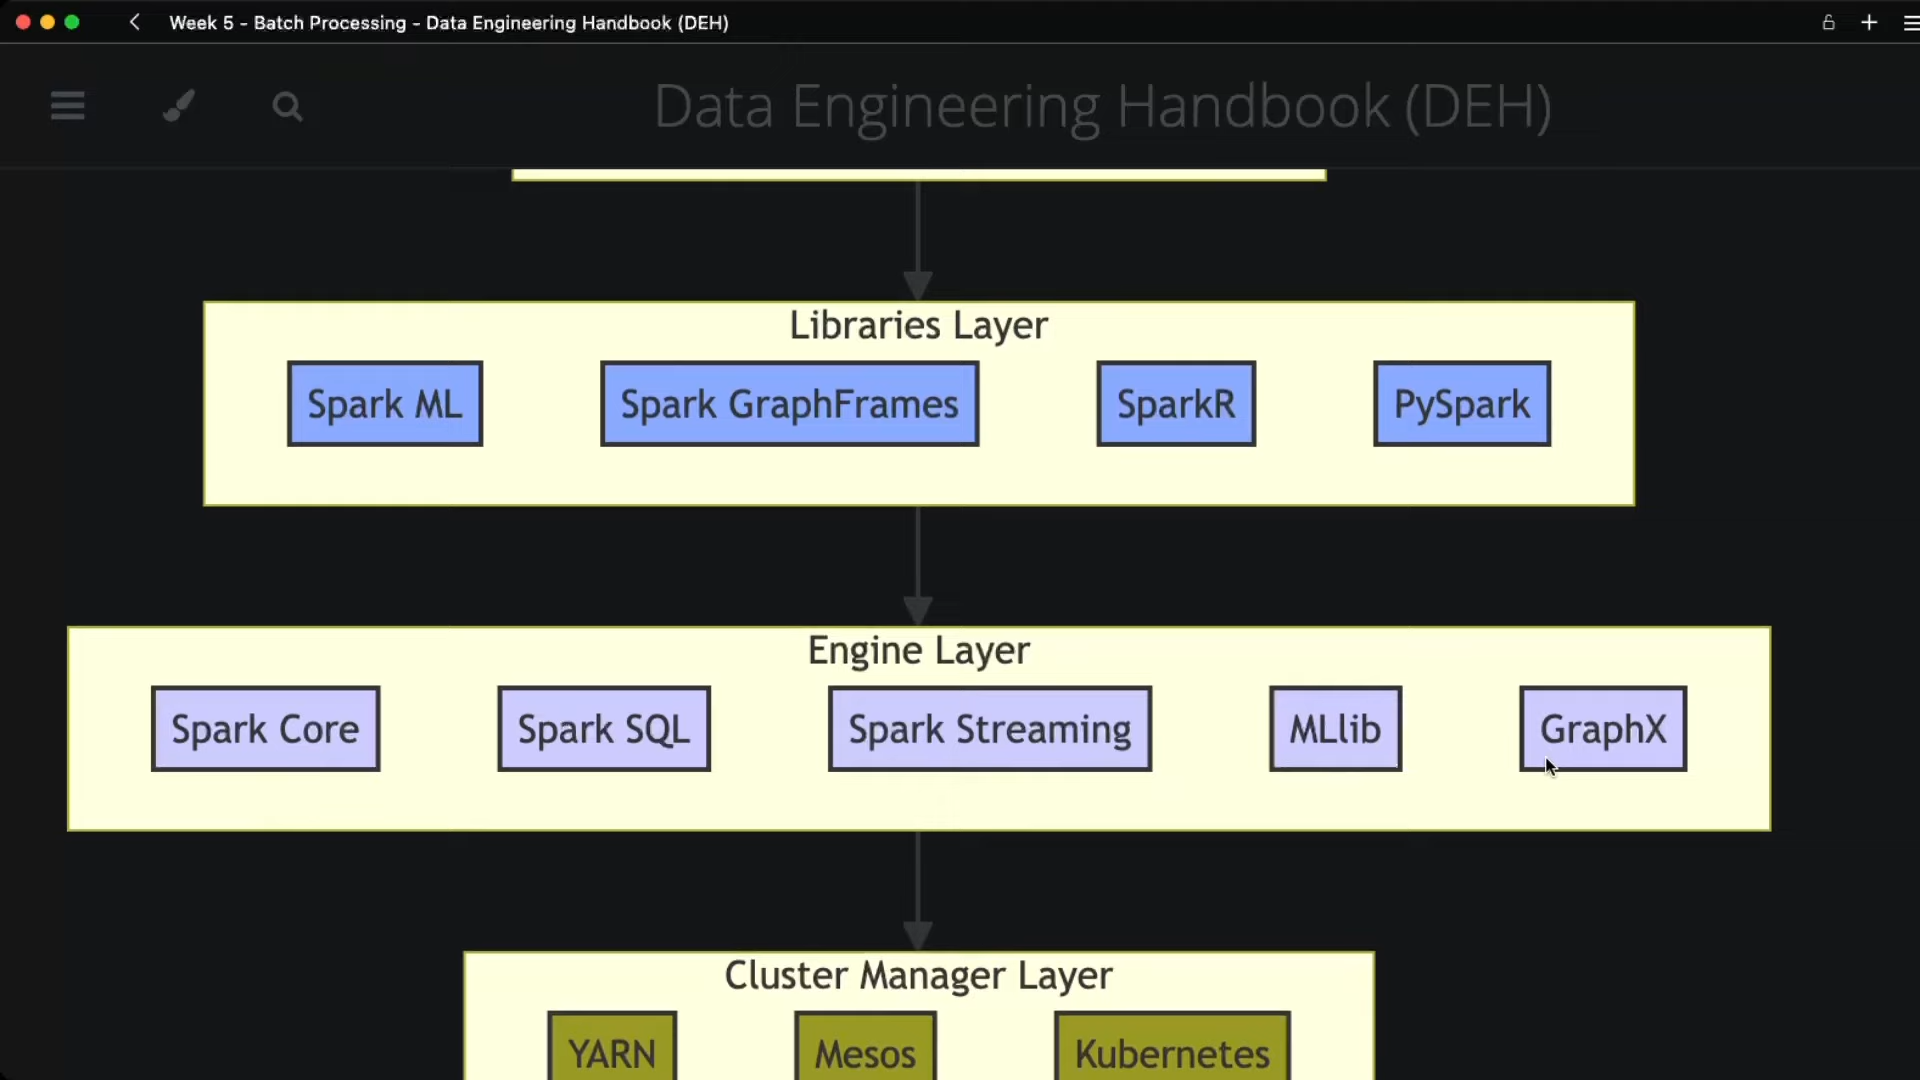 Week 5 - Batch Processing - Data Engineering Handbook (DEH)
Data Engineering Handbook (DEH)
Libraries Layer
Spark ML
Spark GraphFrames
SparkR
PySpark
Engine Layer
Spark Core
Spark SQL
Spark Streaming
MLlib
GraphX
Cluster Manager Layer
YARN
Mesos
Kubernetes